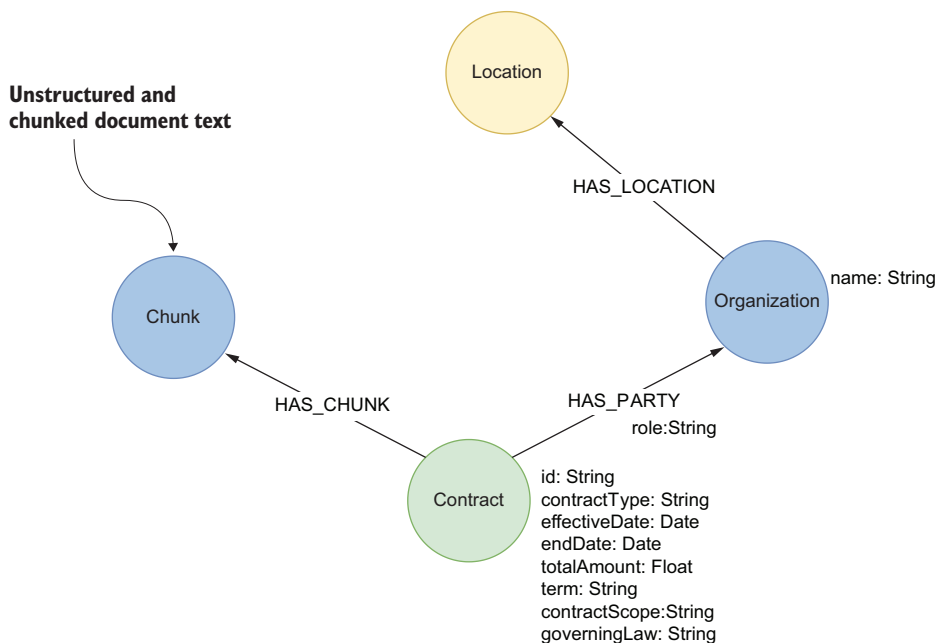 Location
Unstructured and
chunked document text
HAS_LOCATION
Organization
name: String
Chunk
HAS_CHUNK
HAS_PARTY
role:String
Contract
id: String
contractType: String
effectiveDate: Date
endDate: Date
totalAmount: Float
term: String
contractScope:String
governingLaw: String